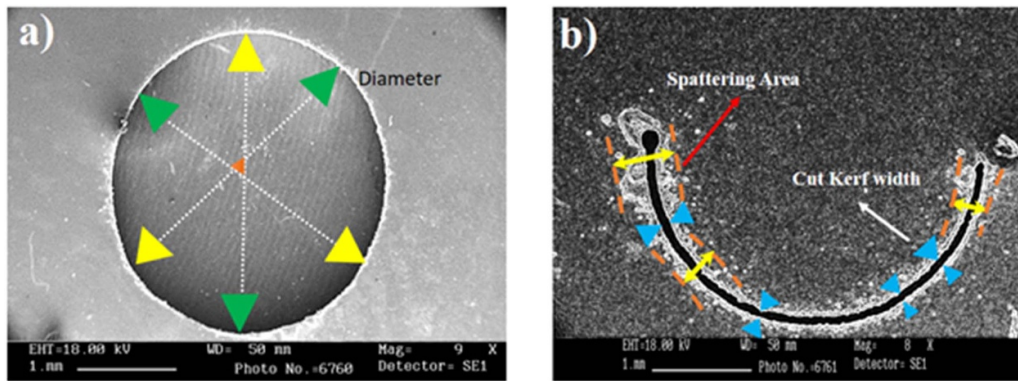 a)
Diameter
EHT=18.00 kV WD= 50 mm Mag= 9 X
1.mm Photo No.=6760 Detector= SE1
b)
Spattering Area
Cut Kerf width
EHT=18.00 kV WD= 50 mm Mag= 8 X
1.mm Photo No.=6761 Detector= SE1